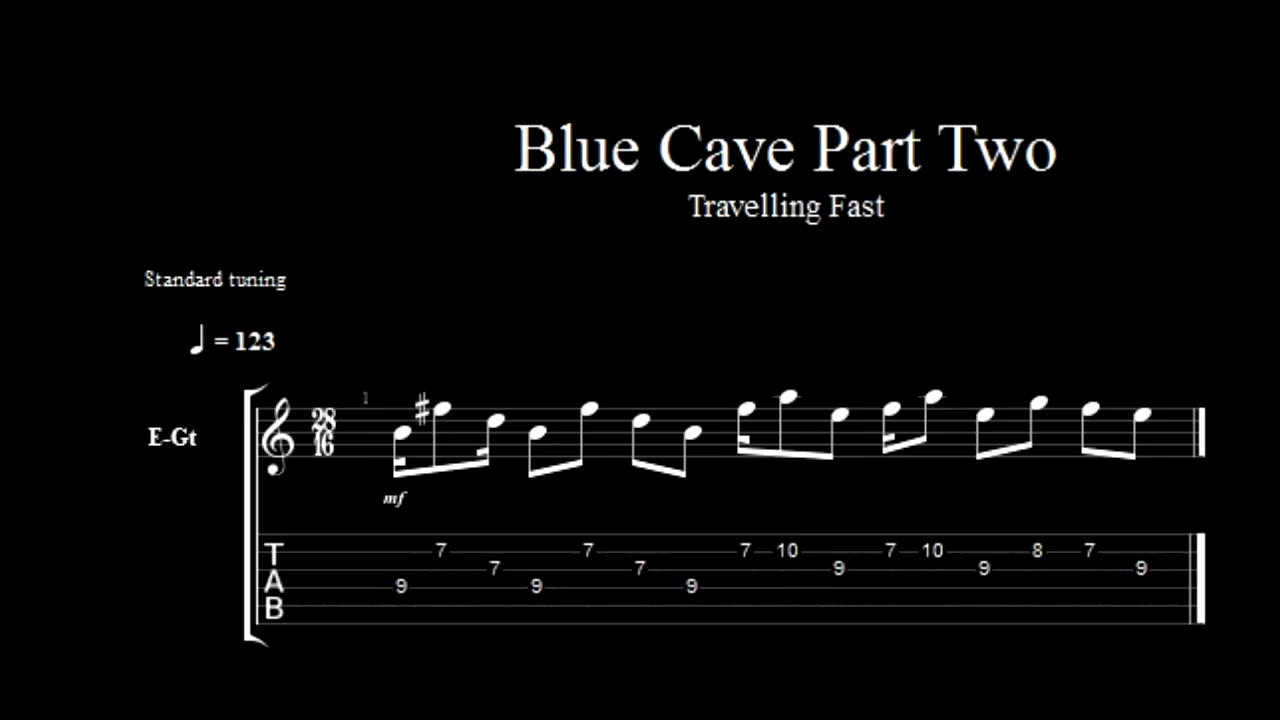 Blue Cave Part Two
Travelling Fast
Standard tuning
= 123
1
E-Gt
28
16
mf
7 7 7 10 7 10 8 7
T 7 7 9 9 9
A 9 9 9
B